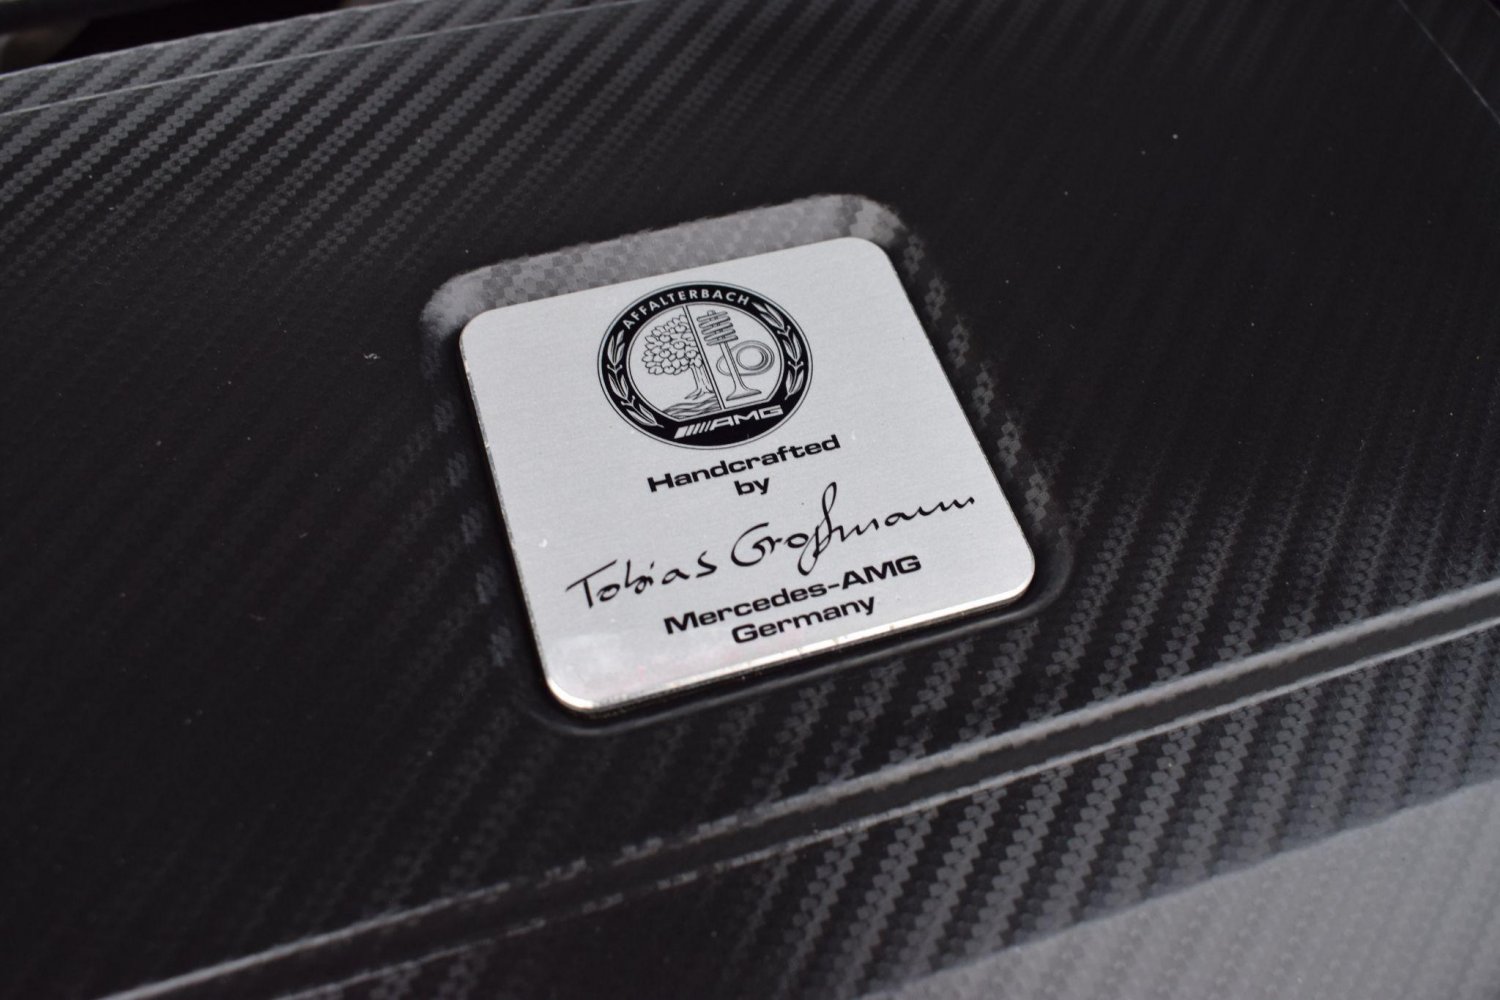 AFFALTERBACH
AMG
Handcrafted
by
Tobias Großmann
Mercedes-AMG
Germany